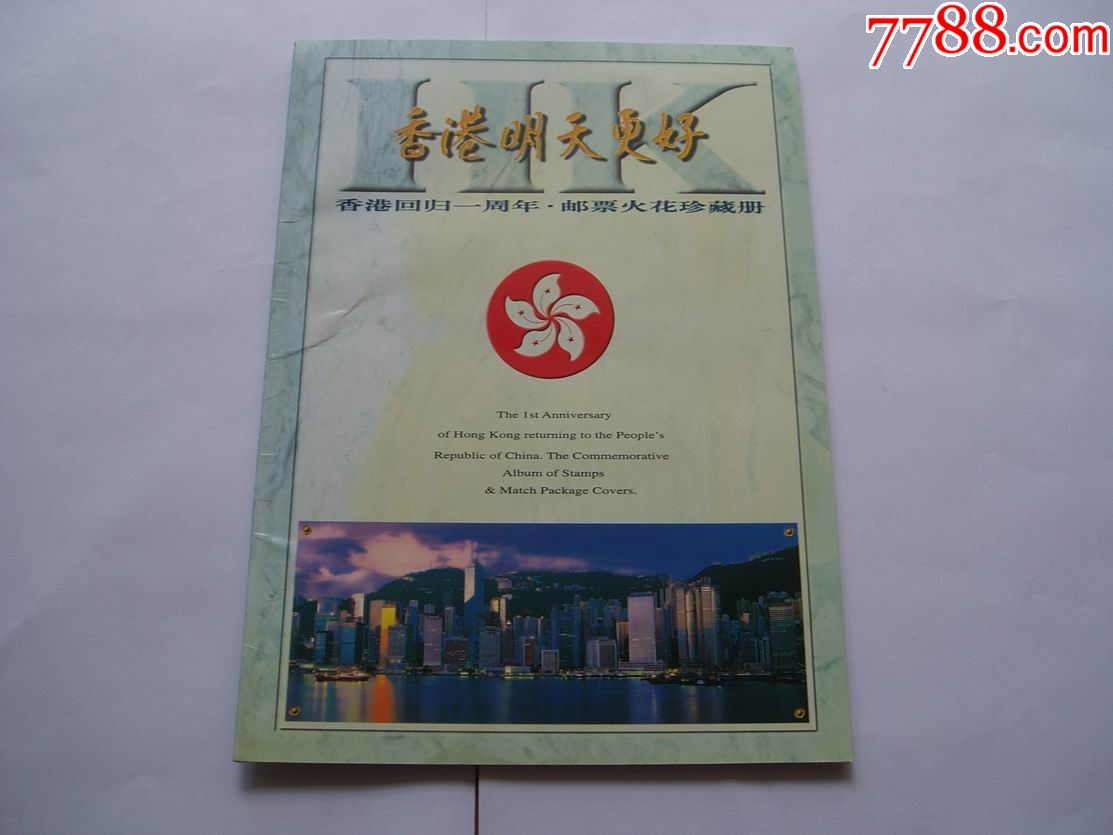 7788.com
HK
香港明天更好
香港回归一周年·邮票火花珍藏册
The 1st Anniversary
of Hong Kong returning to the People's
Republic of China. The Commemorative
Album of Stamps
& Match Package Covers.